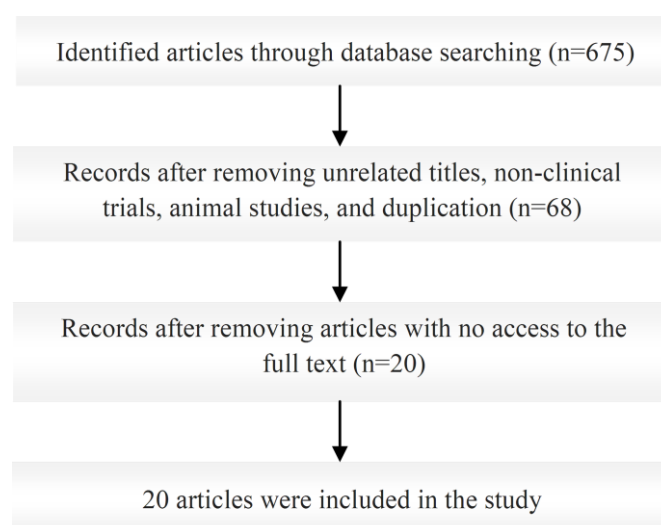 Identified articles through database searching (n=675)
Records after removing unrelated titles, non-clinical
trials, animal studies, and duplication (n=68)
Records after removing articles with no access to the
full text (n=20)
20 articles were included in the study